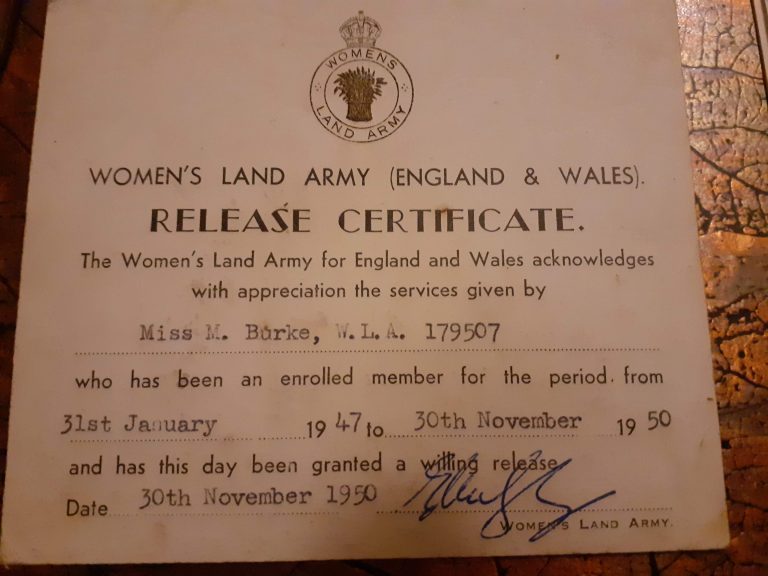 WOMENS
LAND ARMY
WOMEN'S LAND ARMY (ENGLAND & WALES).
RELEASE CERTIFICATE.
The Women's Land Army for England and Wales acknowledges
with appreciation the services given by
Miss M. Burke, W.L.A. 179507
who has been an enrolled member for the period from
31st January 1947 to 30th November 1950
and has this day been granted a willing release
Date 30th November 1950
WOMEN'S LAND ARMY.